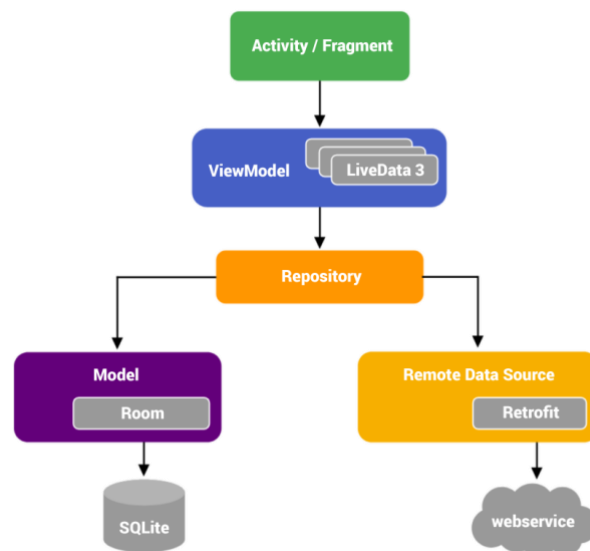 Activity / Fragment
ViewModel
LiveData 3
Repository
Model
Room
Remote Data Source
Retrofit
SQLite
webservice